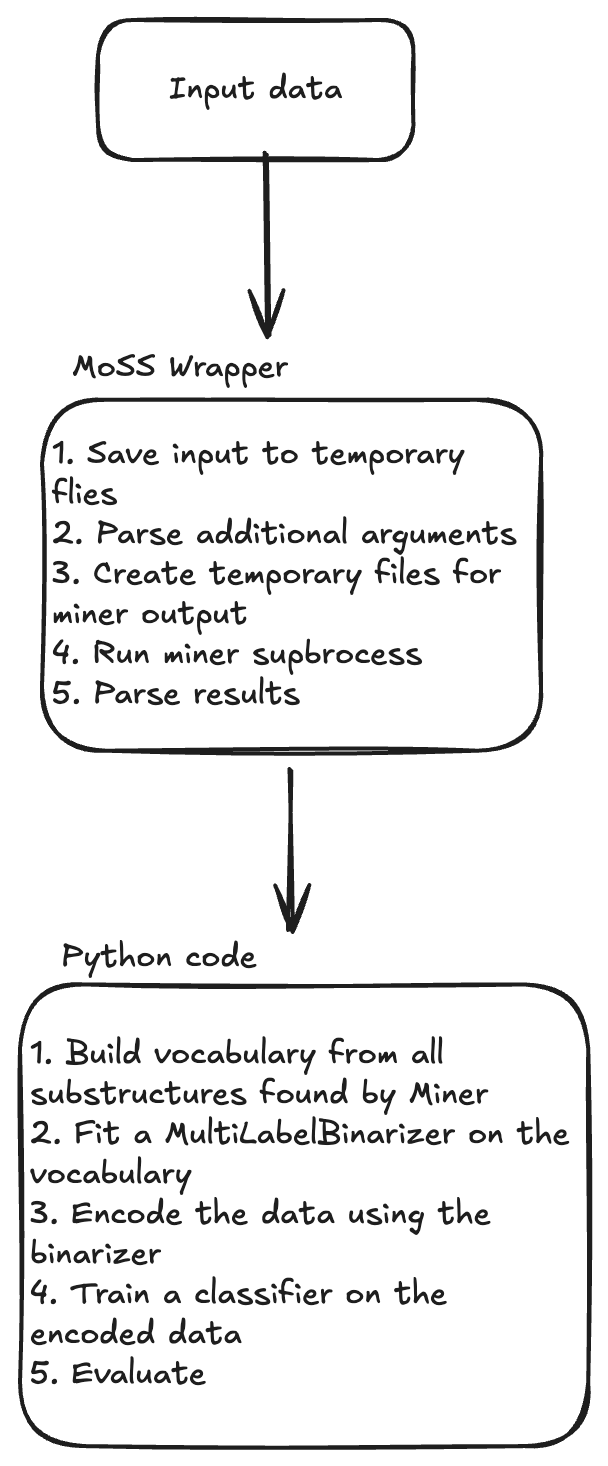 Input data
MoSS Wrapper
1. Save input to temporary
flies
2. Parse additional arguments
3. Create temporary files for
miner output
4. Run miner supbrocess
5. Parse results
Python code
1. Build vocabulary from all
substructures found by Miner
2. Fit a MultiLabelBinarizer on the
vocabulary
3. Encode the data using the
binarizer
4. Train a classifier on the
encoded data
5. Evaluate